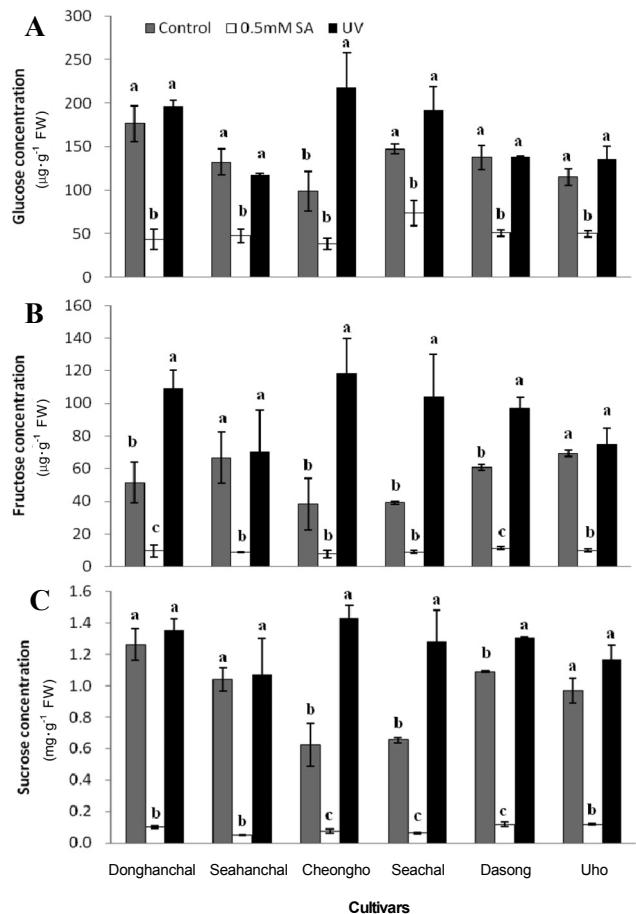 A
Control 0.5mM SA UV
Glucose concentration
(µg·g⁻¹ FW)
300
250
200
150
100
50
0
a a a a a a a a
b b b b b b b
a a a
B
Fructose concentration
(µg·g⁻¹ FW)
160
140
120
100
80
60
40
20
0
b c a
a b a
b b a
b b a
b c a
a b a
C
Sucrose concentration
(mg·g⁻¹ FW)
1.6
1.4
1.2
1.0
0.8
0.6
0.4
0.2
0.0
a b a
a b a
b c a
b c a
b c a
a b a
Donghanchal Seahanchal Cheongho Seachal Dasong Uho
Cultivars